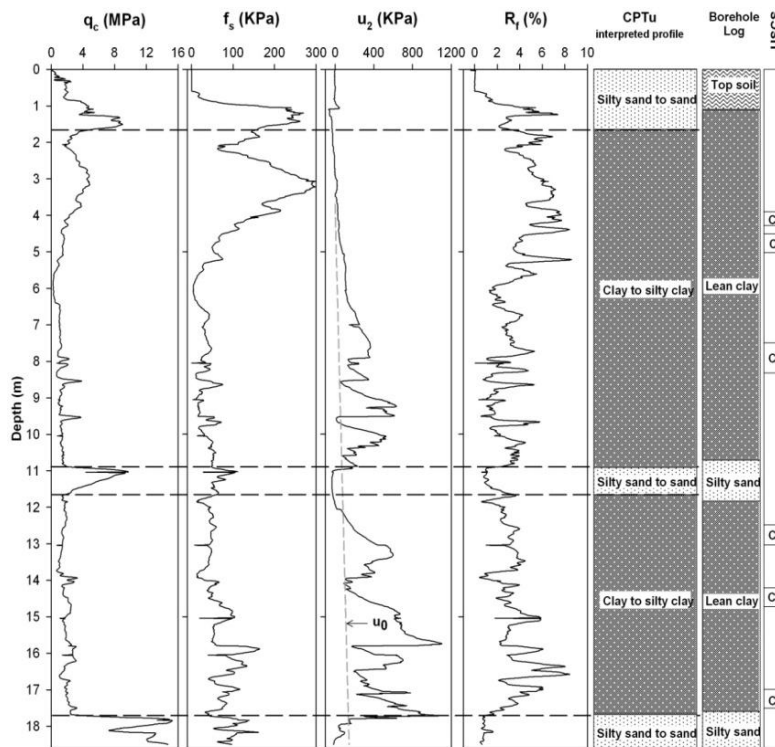 qc (MPa) fs (KPa) u2 (KPa) Rf (%) CPTu interpreted profile Borehole Log USCS
0 4 8 12 16 0 100 200 300 0 400 800 1200 0 2 4 6 8 10
Depth (m)
0
1
2
3
4
5
6
7
8
9
10
11
12
13
14
15
16
17
18
u0
Silty sand to sand
Clay to silty clay
Silty sand to sand
Clay to silty clay
Silty sand to sand
Top soil
Lean clay
Silty sand
Lean clay
Silty sand
C
C
C
C
C
C